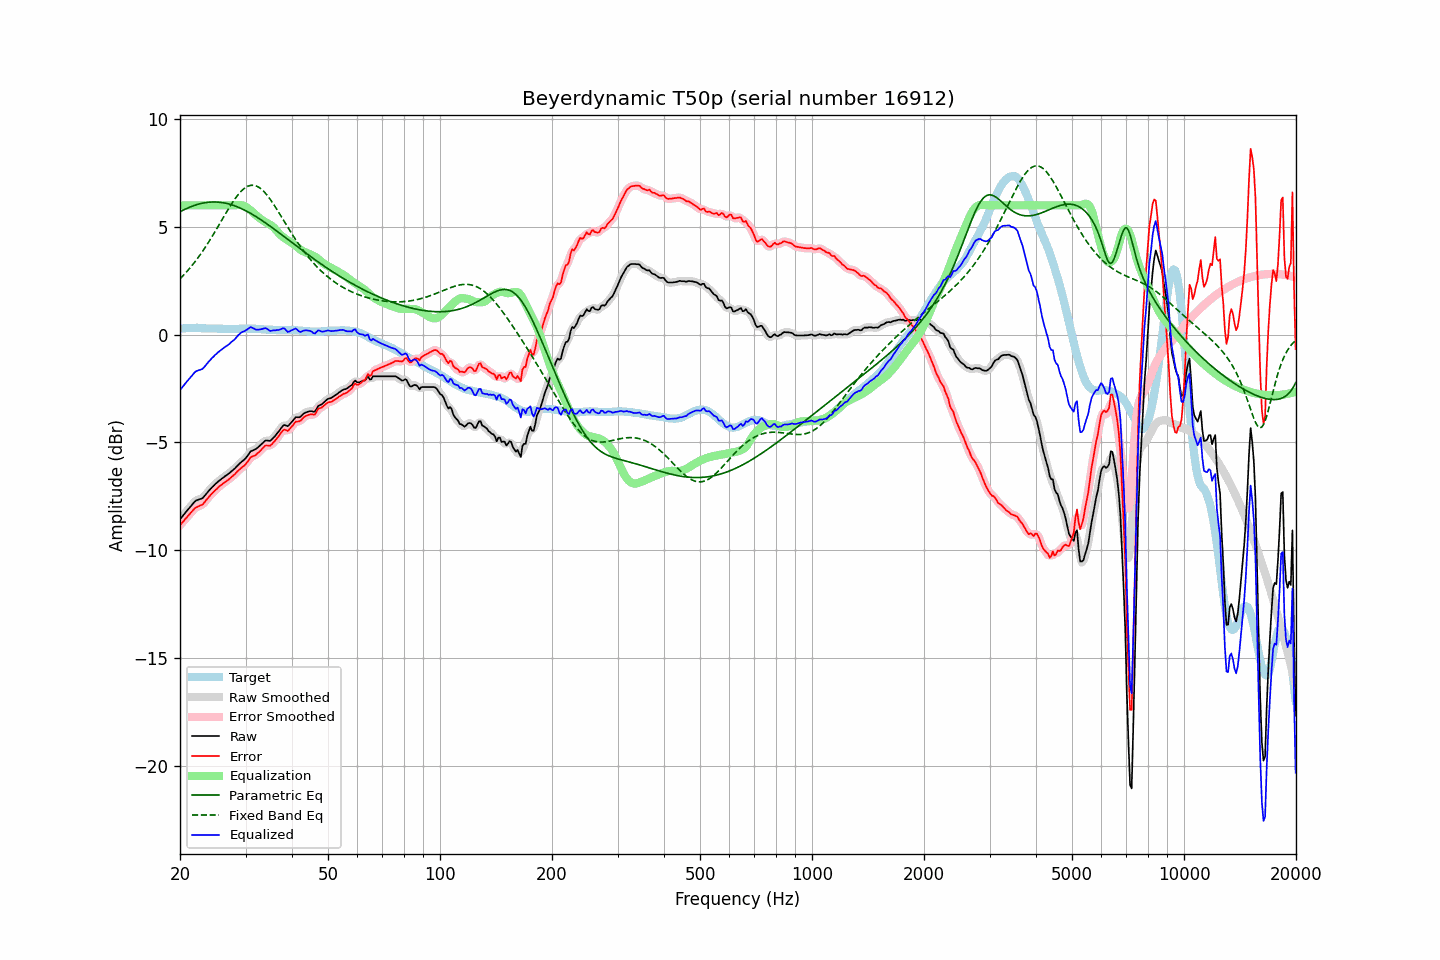 Beyerdynamic T50p (serial number 16912)
10
5
0
−5
−10
−15
−20
Amplitude (dBr)
Target
Raw Smoothed
Error Smoothed
Raw
Error
Equalization
Parametric Eq
Fixed Band Eq
Equalized
20 50 100 200 500 1000 2000 5000 10000 20000
Frequency (Hz)